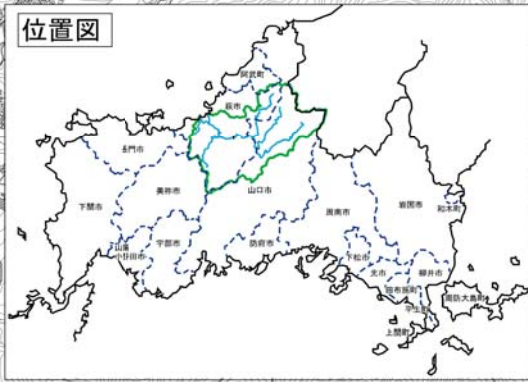 位置図
阿武町
萩市
長門市
美祢市
山口市
下関市
岩国市
和木町
周南市
宇部市
防府市
山陽
小野田市
下松市
光市
柳井市
田布施町
周防大島町
平生町
上関町